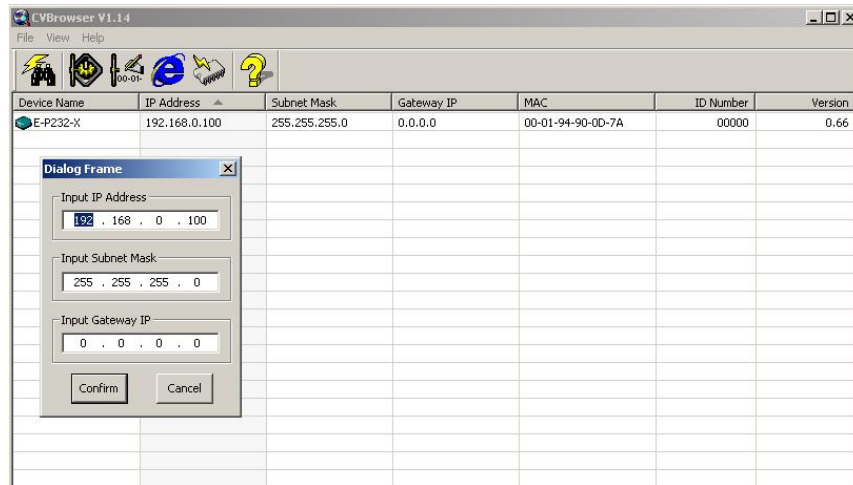 CVBrowser V1.14
File View Help
00-01-
Device Name IP Address Subnet Mask Gateway IP MAC ID Number Version
E-P232-X 192.168.0.100 255.255.255.0 0.0.0.0 00-01-94-90-0D-7A 00000 0.66
Dialog Frame
Input IP Address
192 . 168 . 0 . 100
Input Subnet Mask
255 . 255 . 255 . 0
Input Gateway IP
0 . 0 . 0 . 0
Confirm Cancel